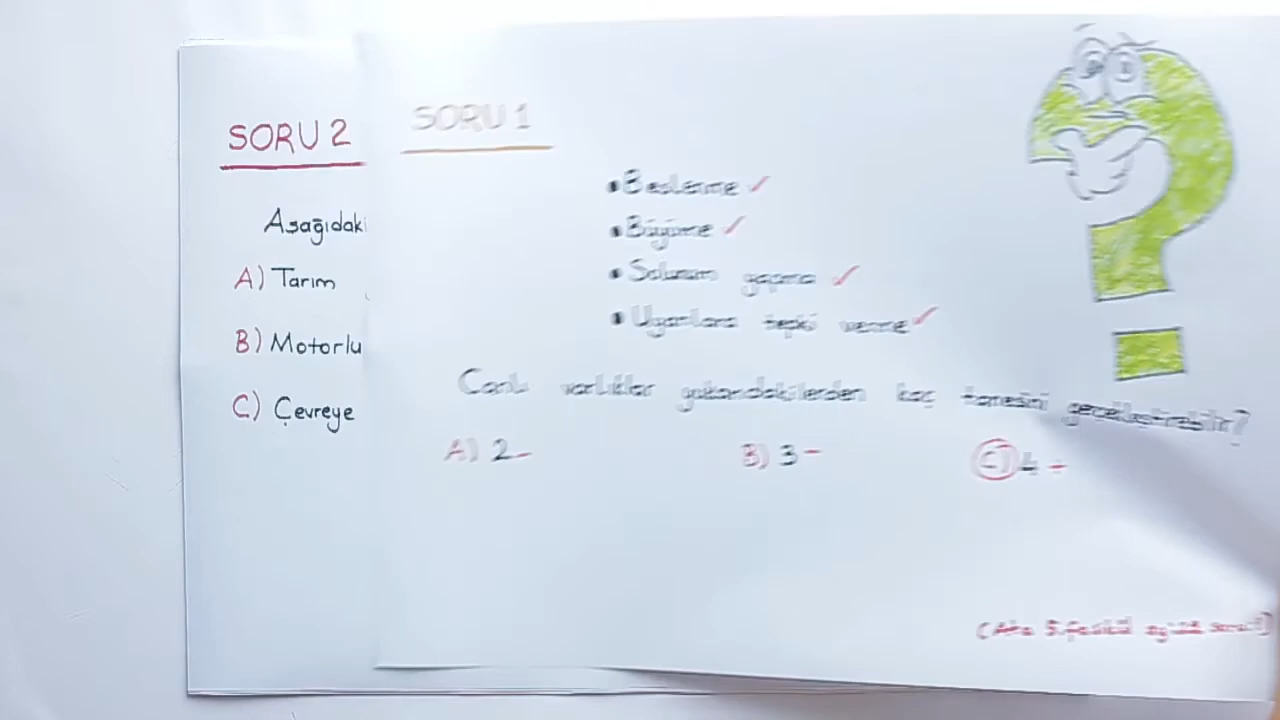 SORU 2
Aşağıdaki
A) Tarım
B) Motorlu
C) Çevreye
SORU 1
• Beslenme ✓
• Büyüme ✓
• Solunum yapma ✓
• Uyarılara tepki verme ✓
Canlı varlıklar yukarıdakilerden kaç tanesini gerçekleştirebilir?
A) 2 B) 3 C) 4